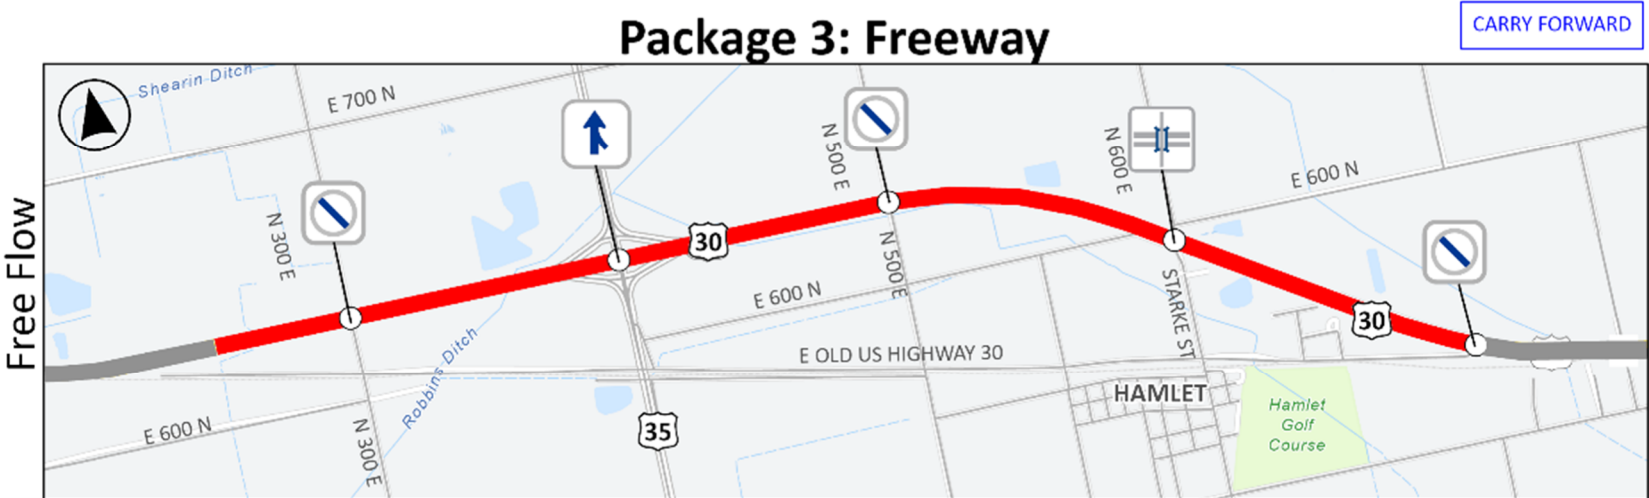 CARRY FORWARD
Package 3: Freeway
Free Flow
Shearin Ditch
E 700 N
N 300 E
N 500 E
N 600 E
E 600 N
30
N 500 E
E 600 N
STARKE ST
30
E OLD US HIGHWAY 30
Robbins Ditch
HAMLET
E 600 N
N 300 E
35
Hamlet
Golf
Course